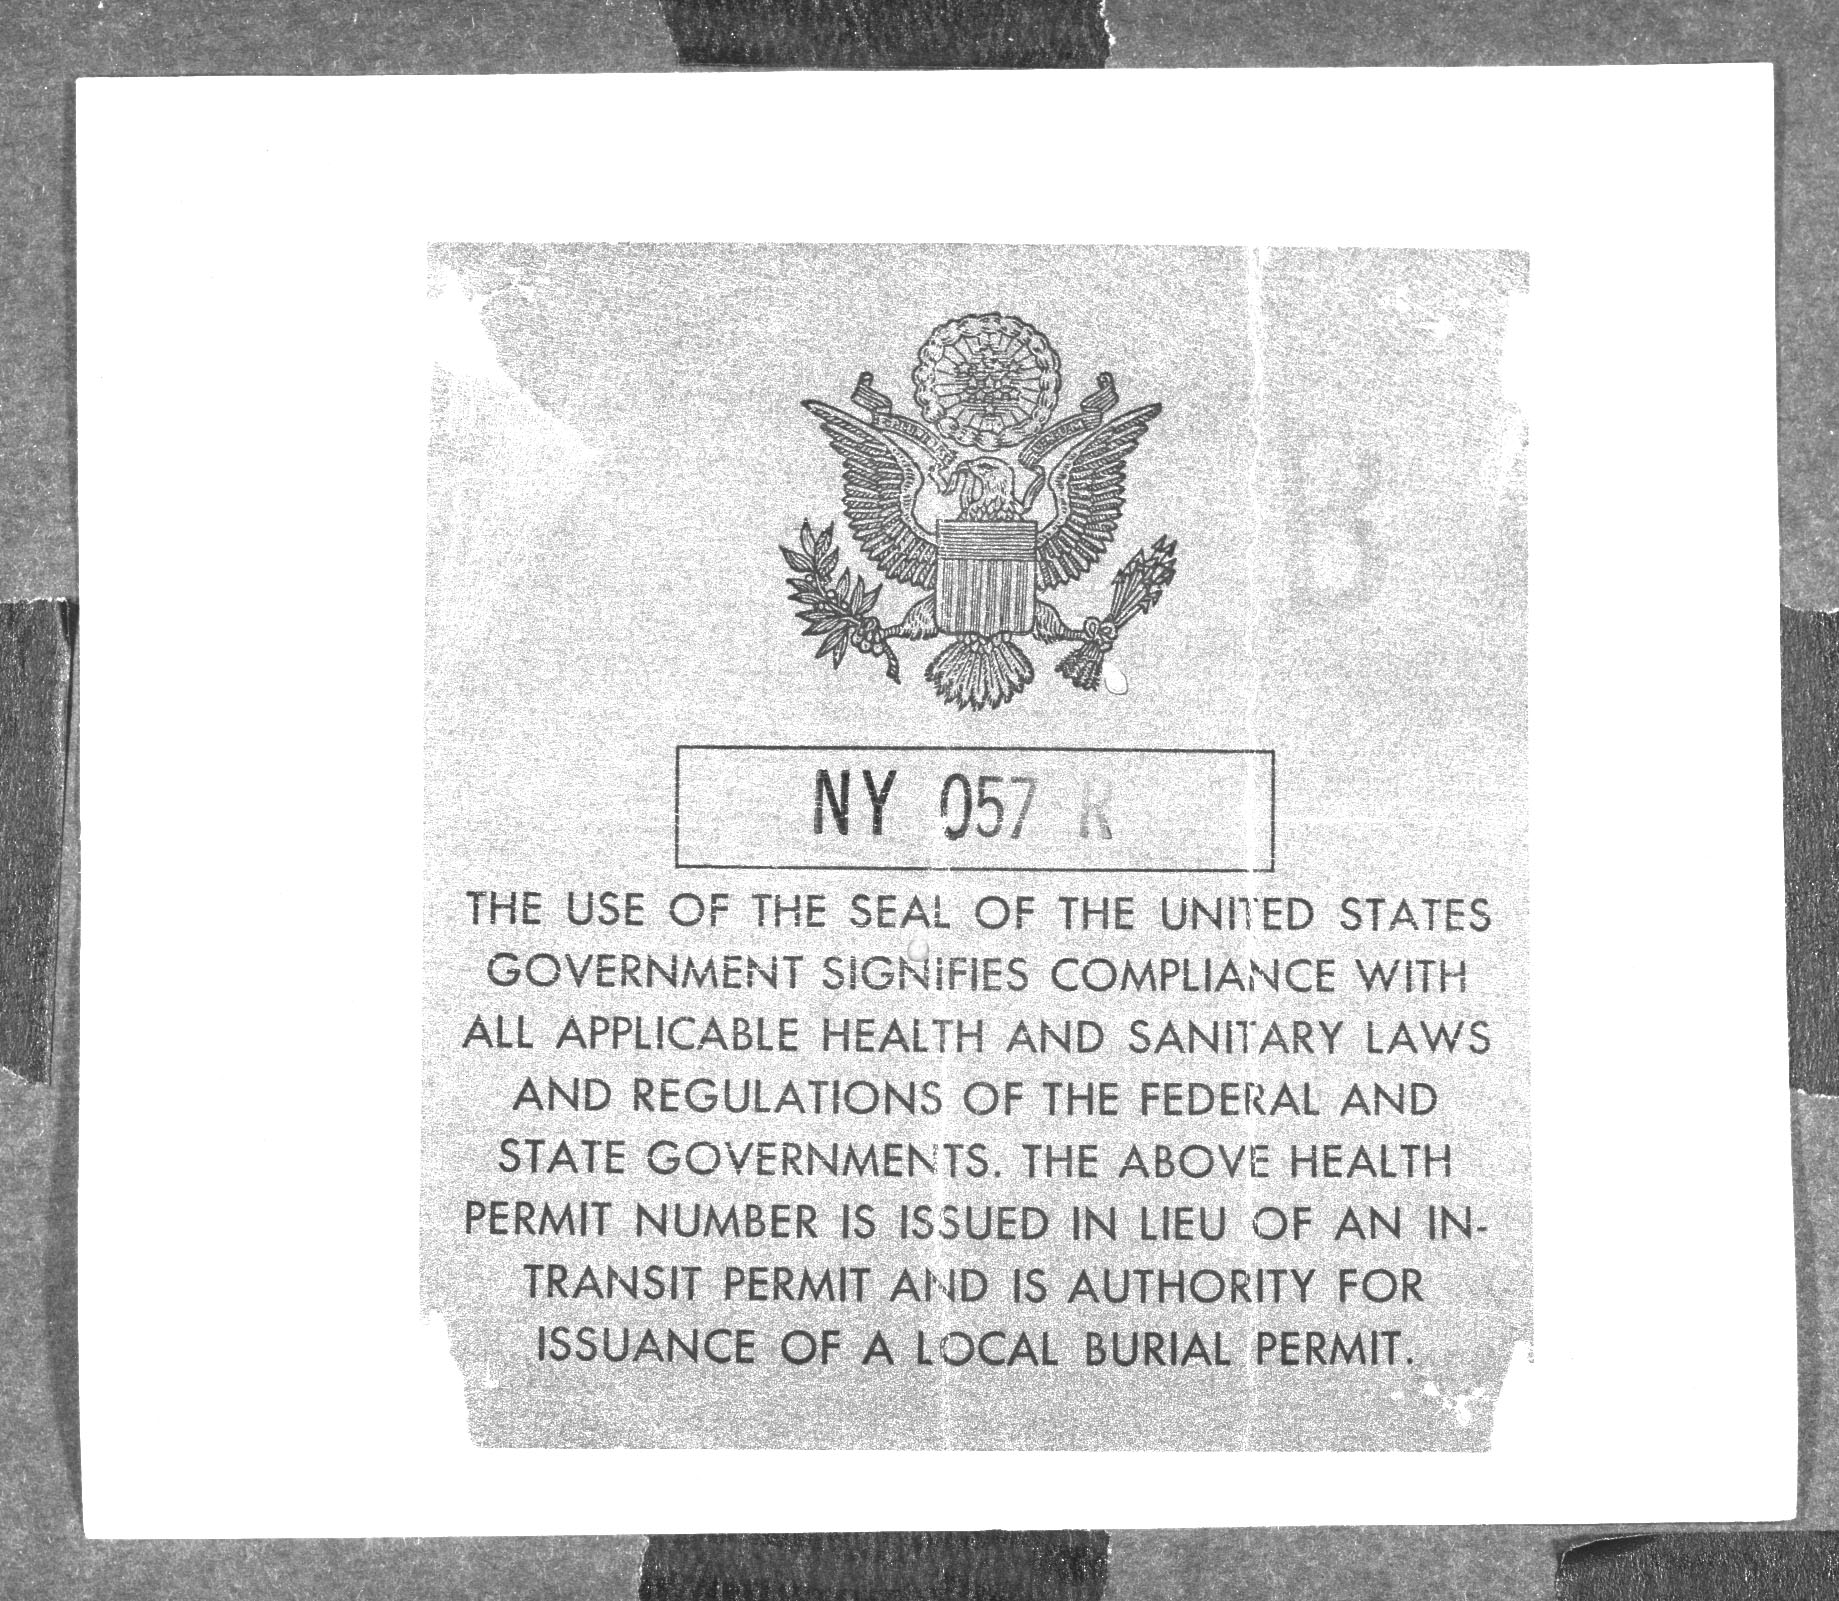 NY 057 R
THE USE OF THE SEAL OF THE UNITED STATES
GOVERNMENT SIGNIFIES COMPLIANCE WITH
ALL APPLICABLE HEALTH AND SANITARY LAWS
AND REGULATIONS OF THE FEDERAL AND
STATE GOVERNMENTS. THE ABOVE HEALTH
PERMIT NUMBER IS ISSUED IN LIEU OF AN IN-
TRANSIT PERMIT AND IS AUTHORITY FOR
ISSUANCE OF A LOCAL BURIAL PERMIT.